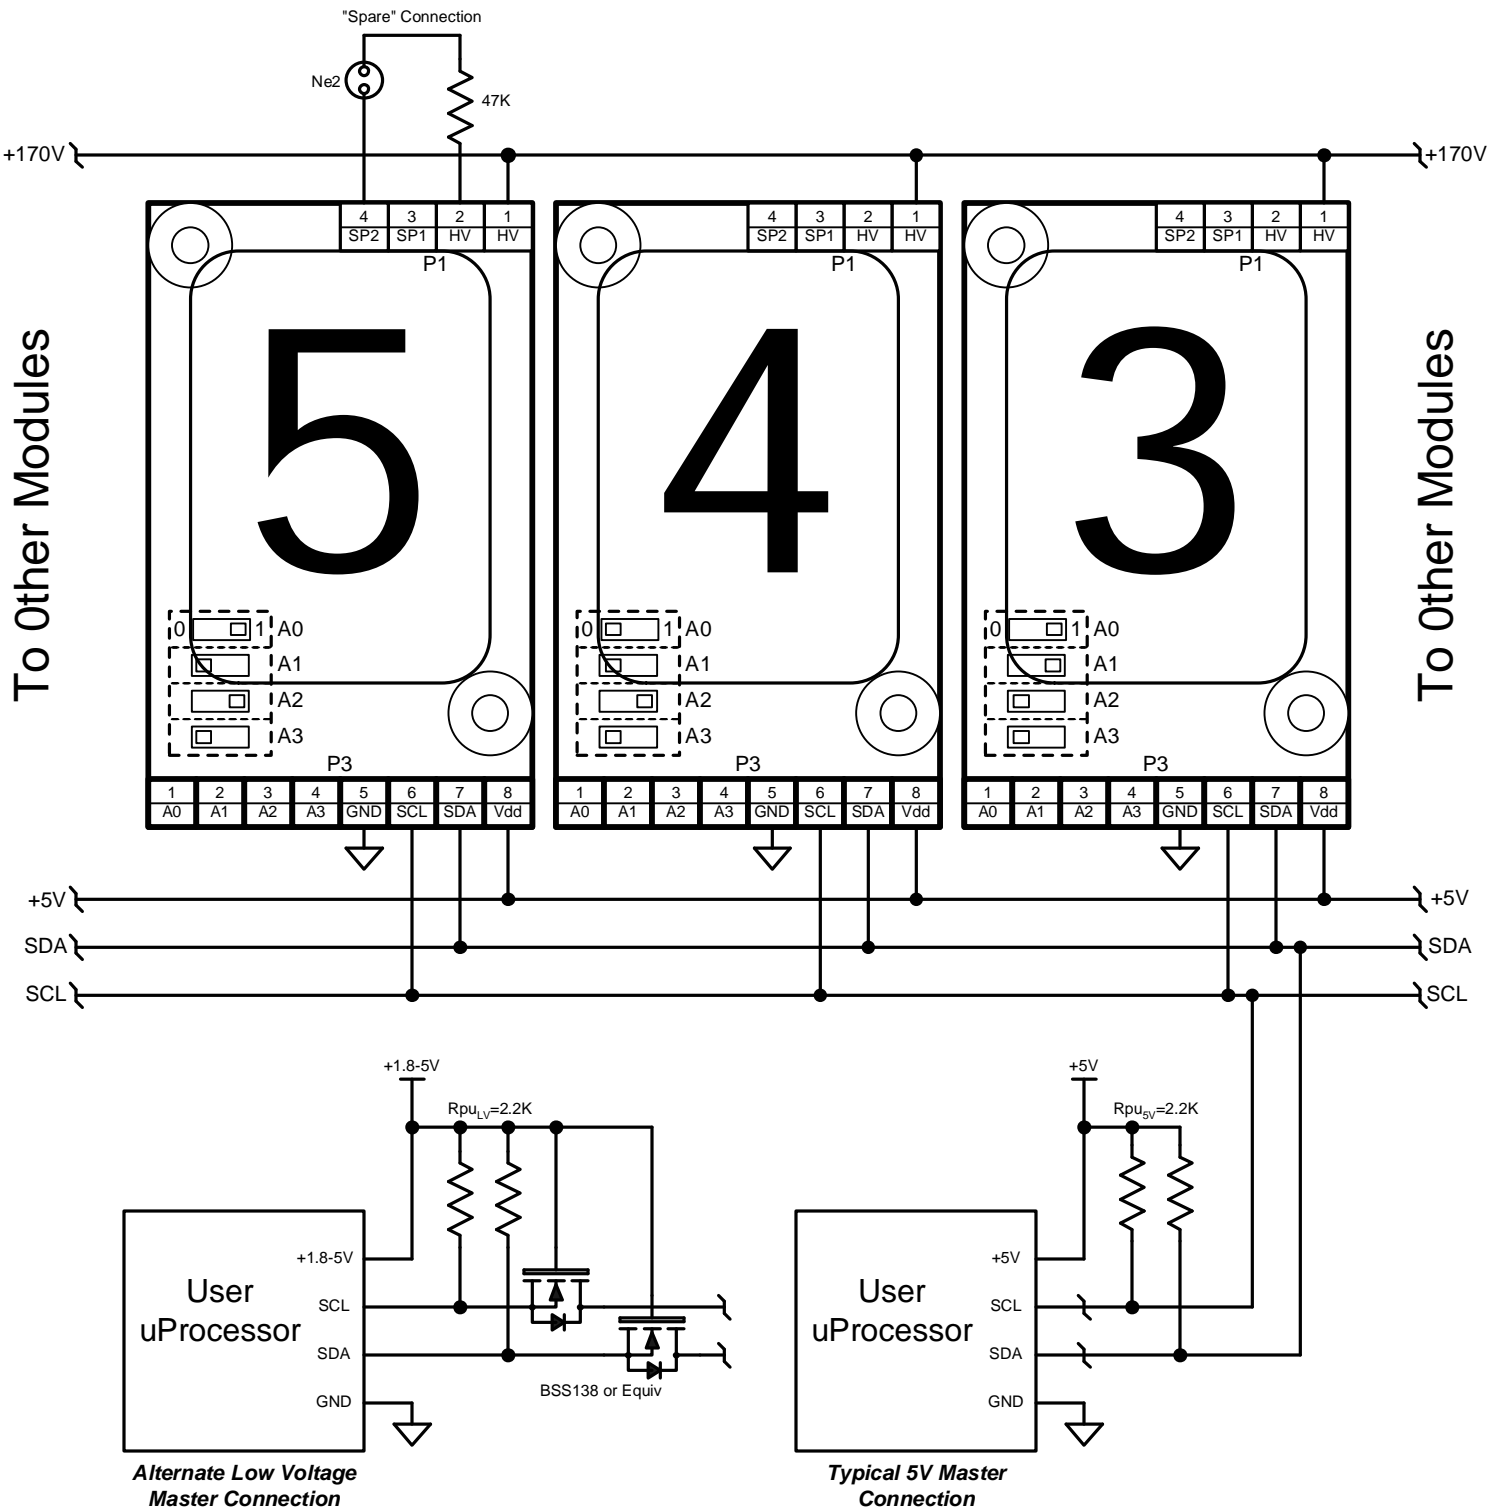 "Spare" Connection
Ne2
47K
+170V
+170V
4 3 2 1
SP2 SP1 HV HV
P1
4 3 2 1
SP2 SP1 HV HV
P1
4 3 2 1
SP2 SP1 HV HV
P1
To 0ther Modules
5
4
3
To 0ther Modules
0 1 A0
A1
A2
A3
0 1 A0
A1
A2
A3
0 1 A0
A1
A2
A3
P3
1 2 3 4 5 6 7 8
A0 A1 A2 A3 GND SCL SDA Vdd
P3
1 2 3 4 5 6 7 8
A0 A1 A2 A3 GND SCL SDA Vdd
P3
1 2 3 4 5 6 7 8
A0 A1 A2 A3 GND SCL SDA Vdd
+5V
+5V
SDA
SDA
SCL
SCL
+1.8-5V
RpuLV=2.2K
+1.8-5V
SCL
SDA
GND
User
uProcessor
BSS138 or Equiv
Alternate Low Voltage
Master Connection
+5V
Rpu5V=2.2K
+5V
SCL
SDA
GND
User
uProcessor
Typical 5V Master
Connection